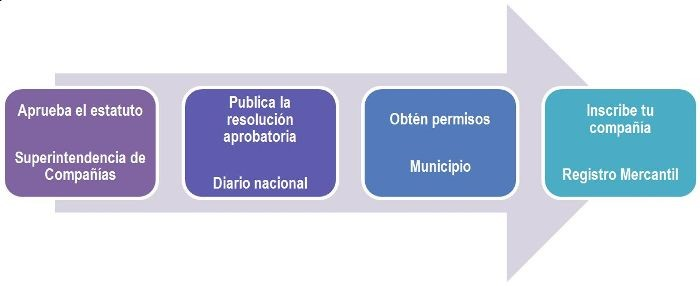 Aprueba el estatuto
Superintendencia de
Compañías
Publica la
resolución
aprobatoria
Diario nacional
Obtén permisos
Municipio
Inscribe tu
compañia
Registro Mercantil